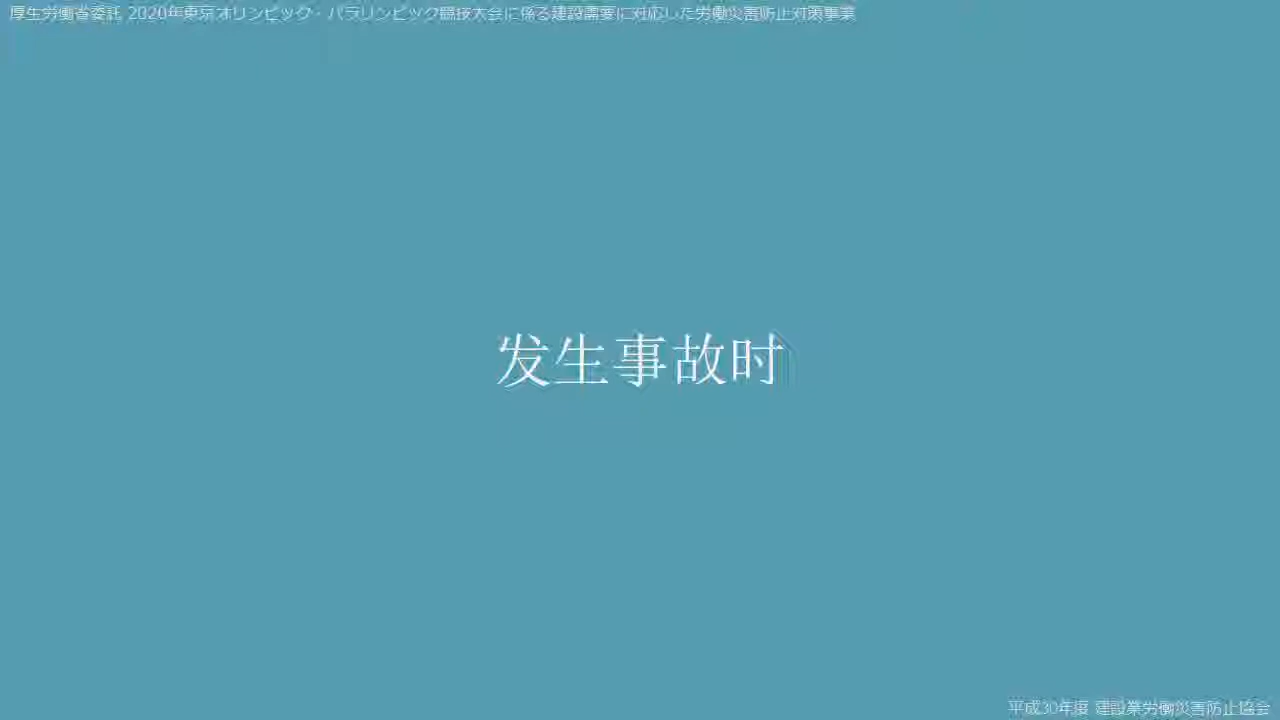 厚生労働省委託 2020年東京オリンピック・パラリンピック競技大会に係る建設需要に対応した労働災害防止対策事業
发生事故时
平成30年度 建設業労働災害防止協会